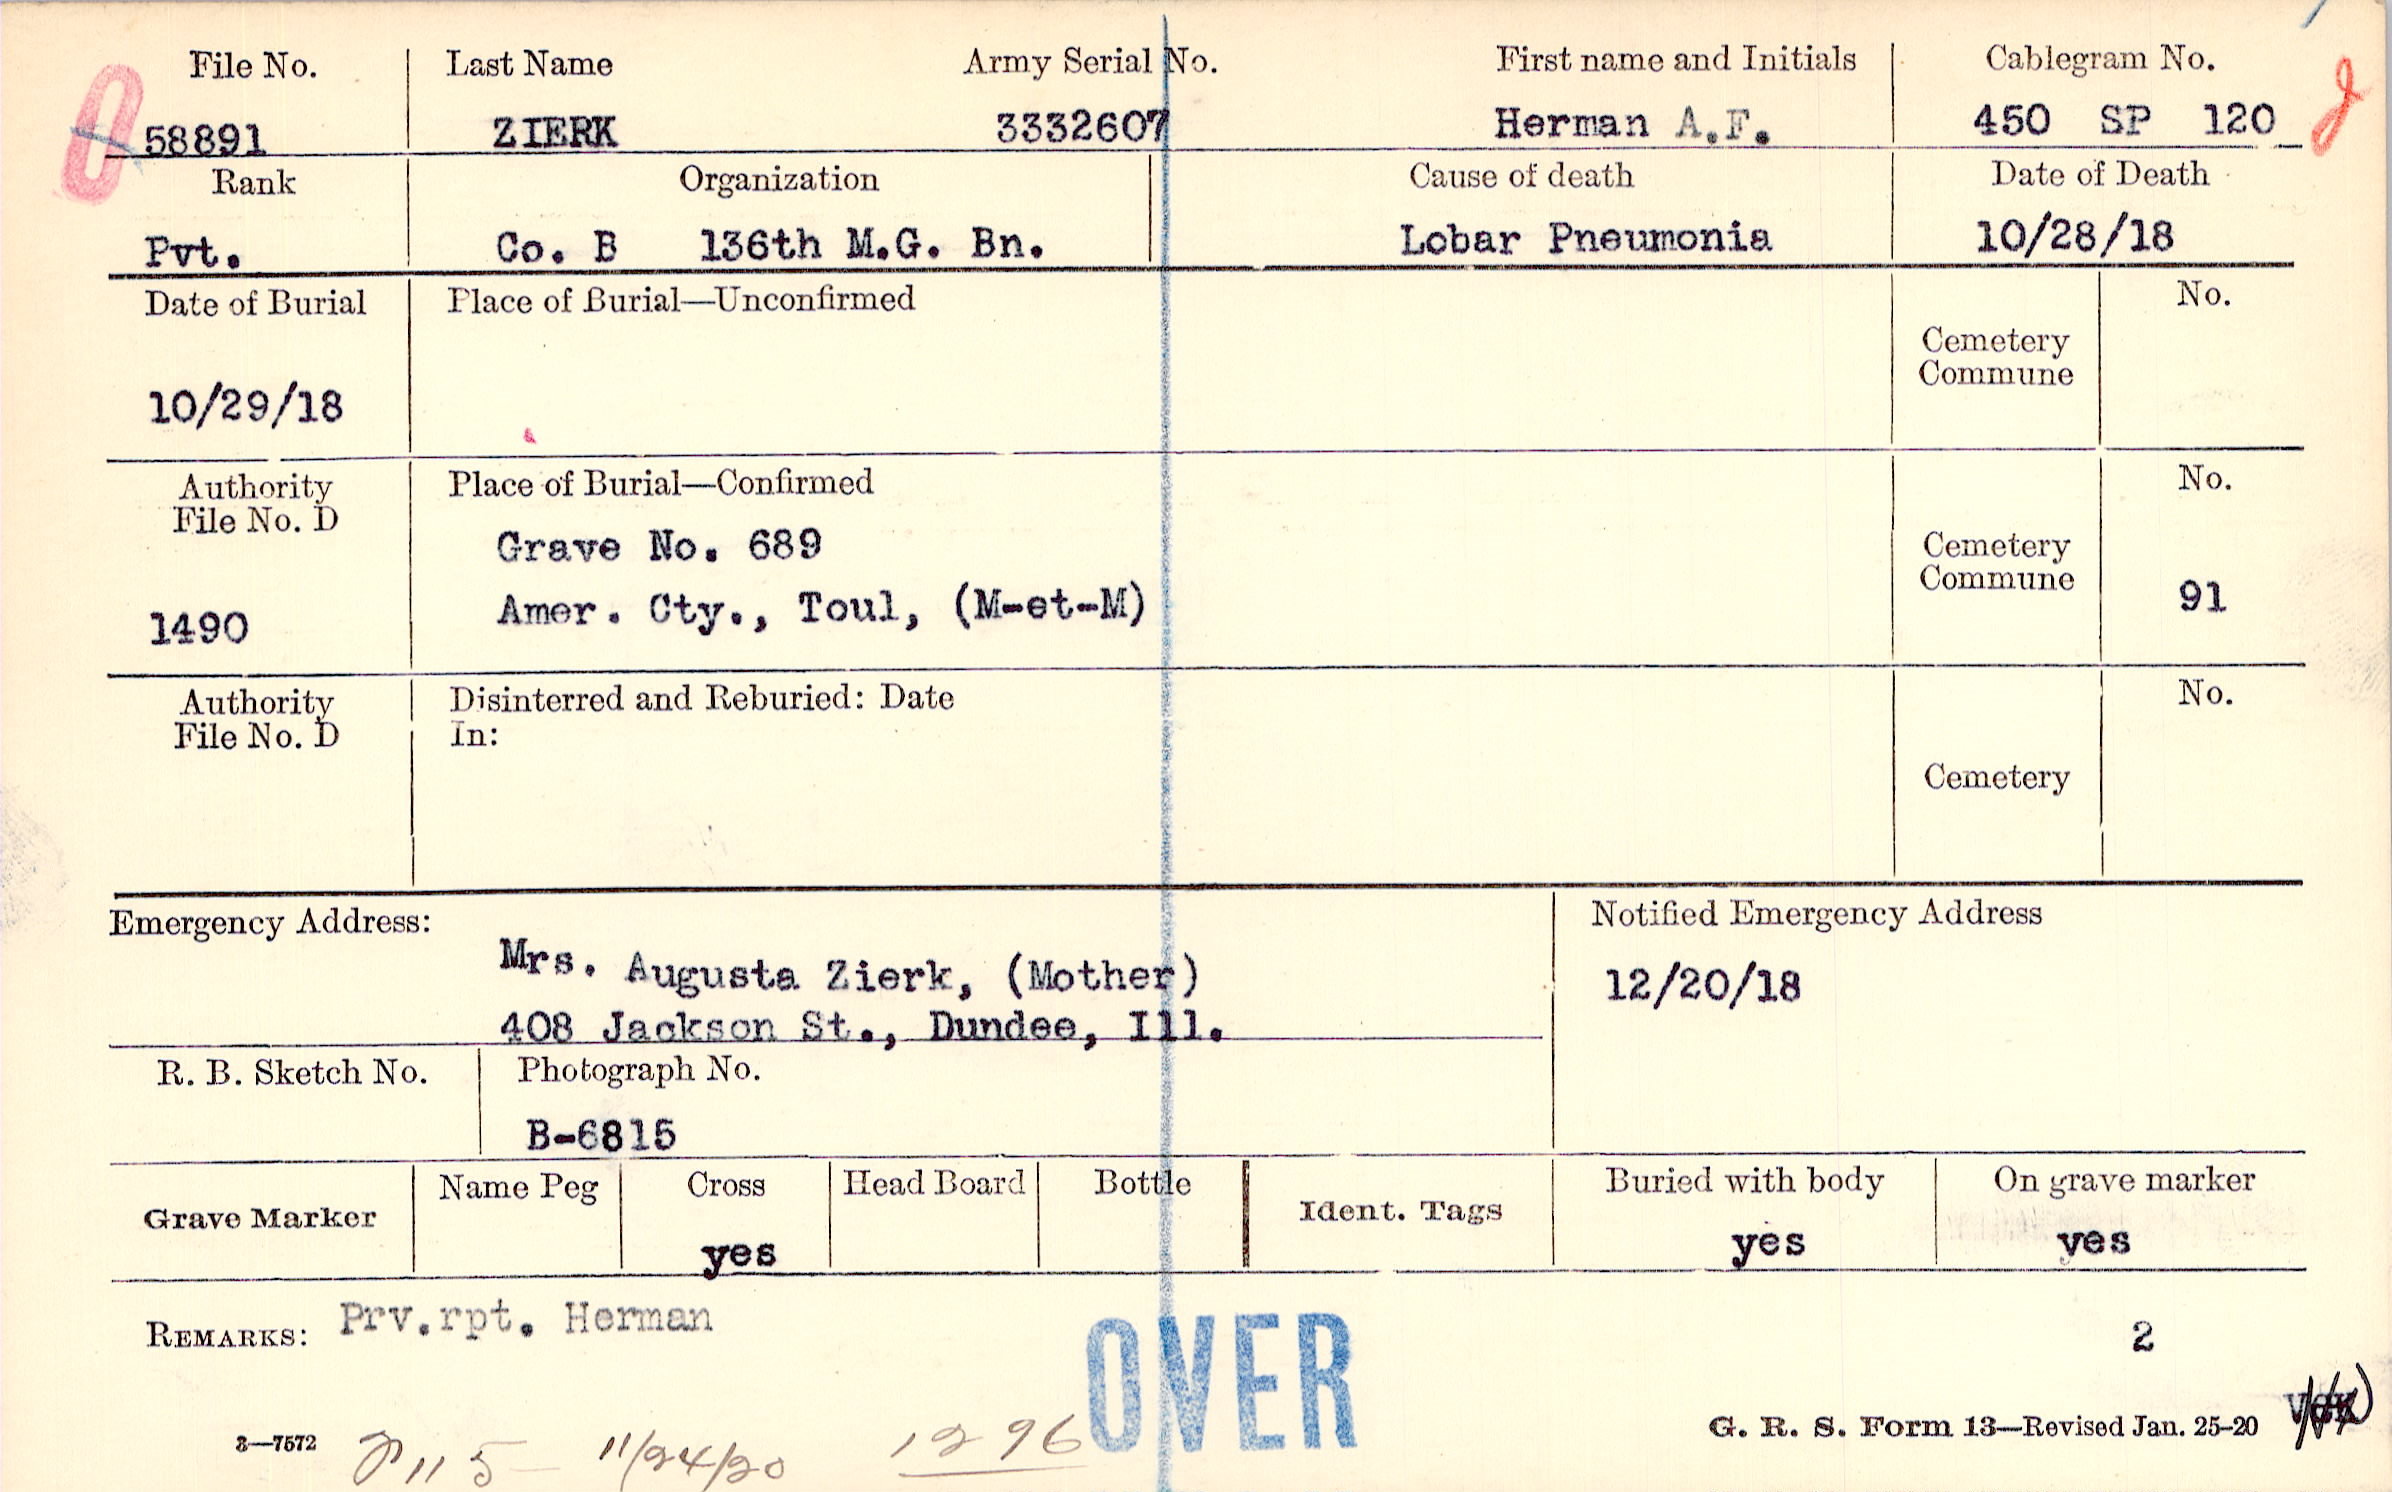 File No. Last Name Army Serial No. First name and Initials Cablegram No.
58891 ZIERK 3332607 Herman A.F. 450 SP 120
Rank Organization Cause of death Date of Death
Pvt. Co. B 136th M.G. Bn. Lobar Pneumonia 10/28/18
Date of Burial Place of Burial—Unconfirmed No.
Cemetery
Commune
10/29/18
Authority Place of Burial—Confirmed No.
File No. D
Grave No. 689 Cemetery
Commune
1490 Amer. Cty., Toul, (M-et-M) 91
Authority Disinterred and Reburied: Date No.
File No. D In:
Cemetery
Emergency Address: Notified Emergency Address
Mrs. Augusta Zierk, (Mother) 12/20/18
408 Jackson St., Dundee, Ill.
R. B. Sketch No. Photograph No.
B-6815
Grave Marker Name Peg Cross Head Board Bottle Ident. Tags Buried with body On grave marker
yes yes yes
REMARKS: Prv.rpt. Herman
2
OVER
3—7572 11/24/20 1296 G. R. S. Form 13—Revised Jan. 25-20